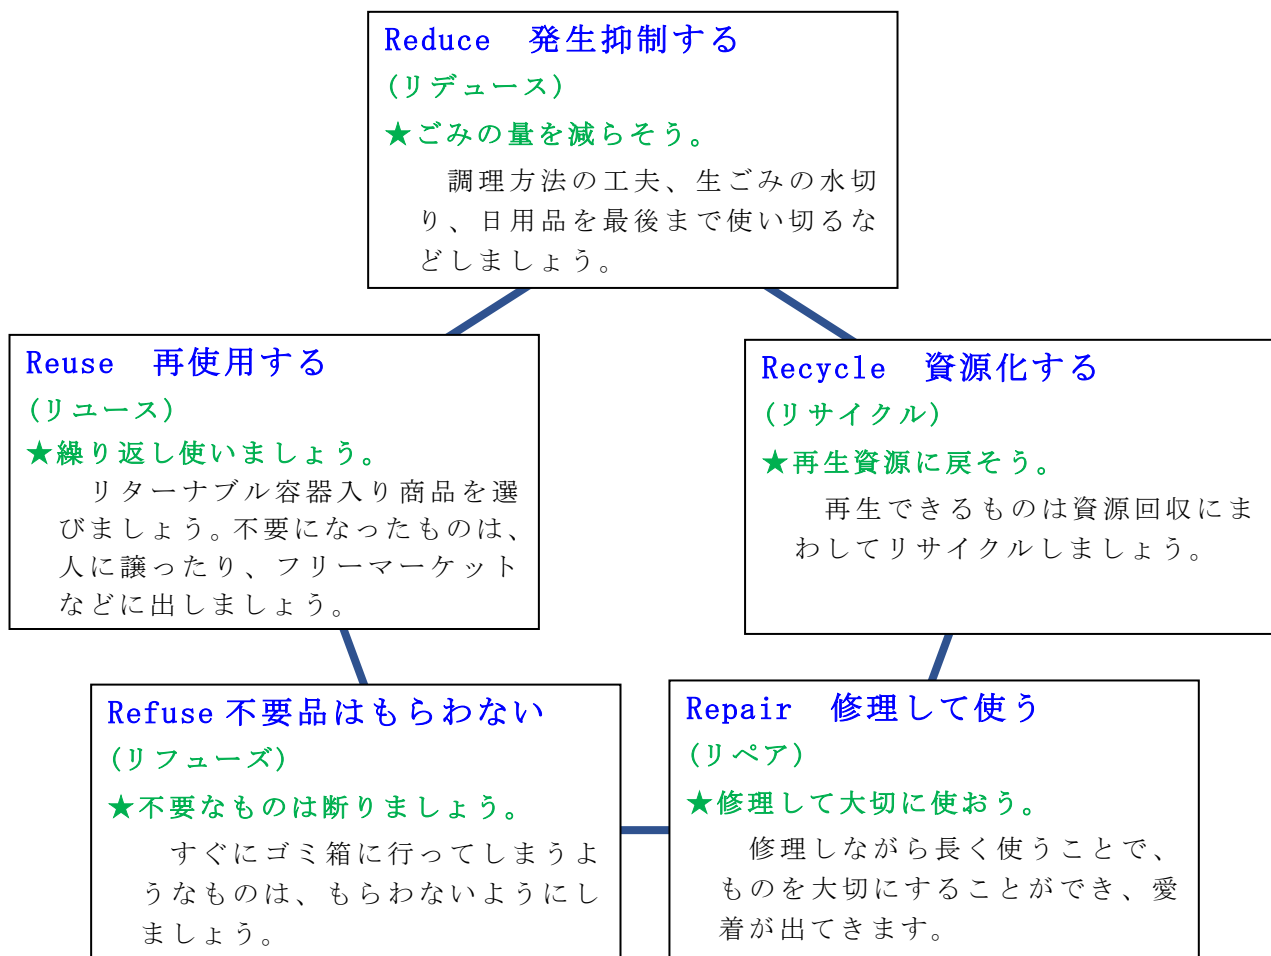 Reduce　発生抑制する
(リデュース)
★ごみの量を減らそう。
調理方法の工夫、生ごみの水切
り、日用品を最後まで使い切るな
どしましょう。
Reuse　再使用する
(リユース)
★繰り返し使いましょう。
リターナブル容器入り商品を選
びましょう。不要になったものは、
人に譲ったり、フリーマーケット
などに出しましょう。
Recycle　資源化する
(リサイクル)
★再生資源に戻そう。
再生できるものは資源回収にま
わしてリサイクルしましょう。
Refuse 不要品はもらわない
(リフューズ)
★不要なものは断りましょう。
すぐにゴミ箱に行ってしまうよ
うなものは、もらわないようにし
ましょう。
Repair　修理して使う
(リペア)
★修理して大切に使おう。
修理しながら長く使うことで、
ものを大切にすることができ、愛
着が出てきます。